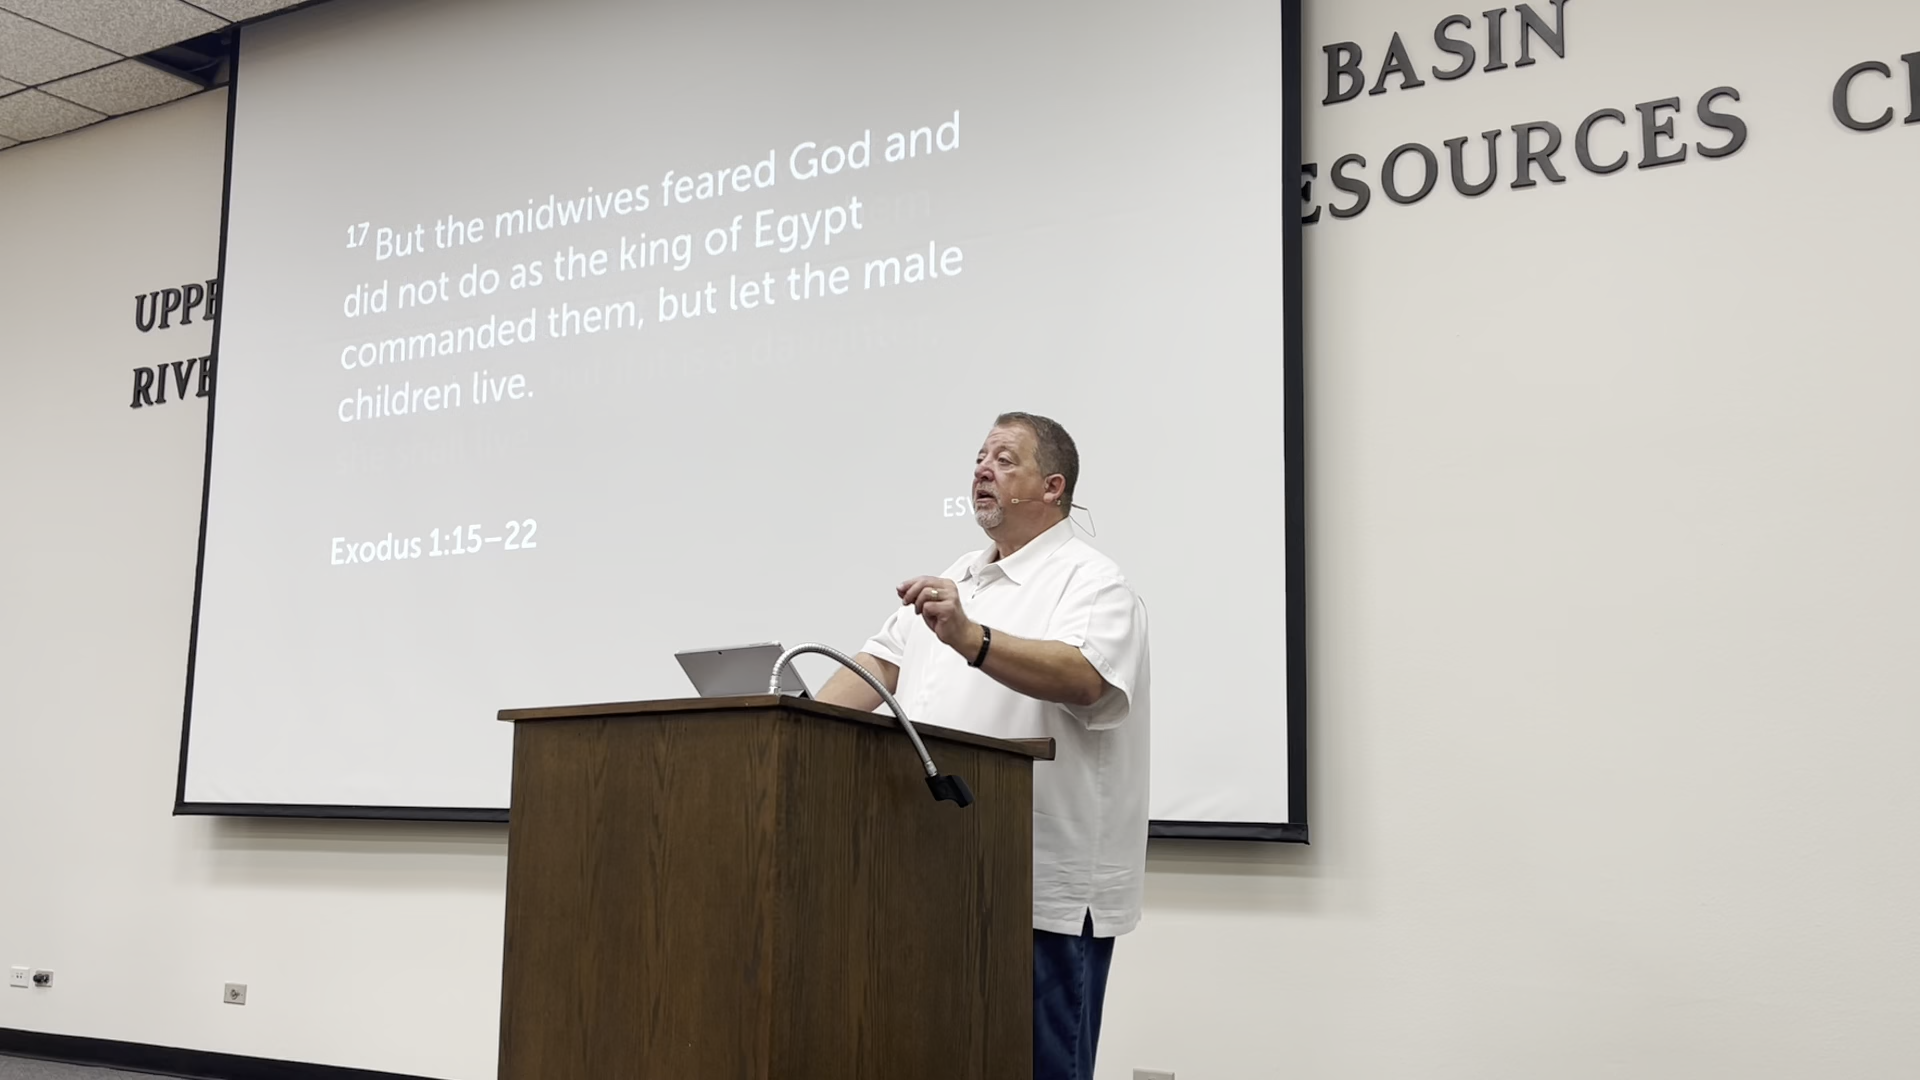 BASIN
ESOURCES
UPPE
RIVE
17 But the midwives feared God and
did not do as the king of Egypt
commanded them, but let the male
children live.
ESV
Exodus 1:15–22